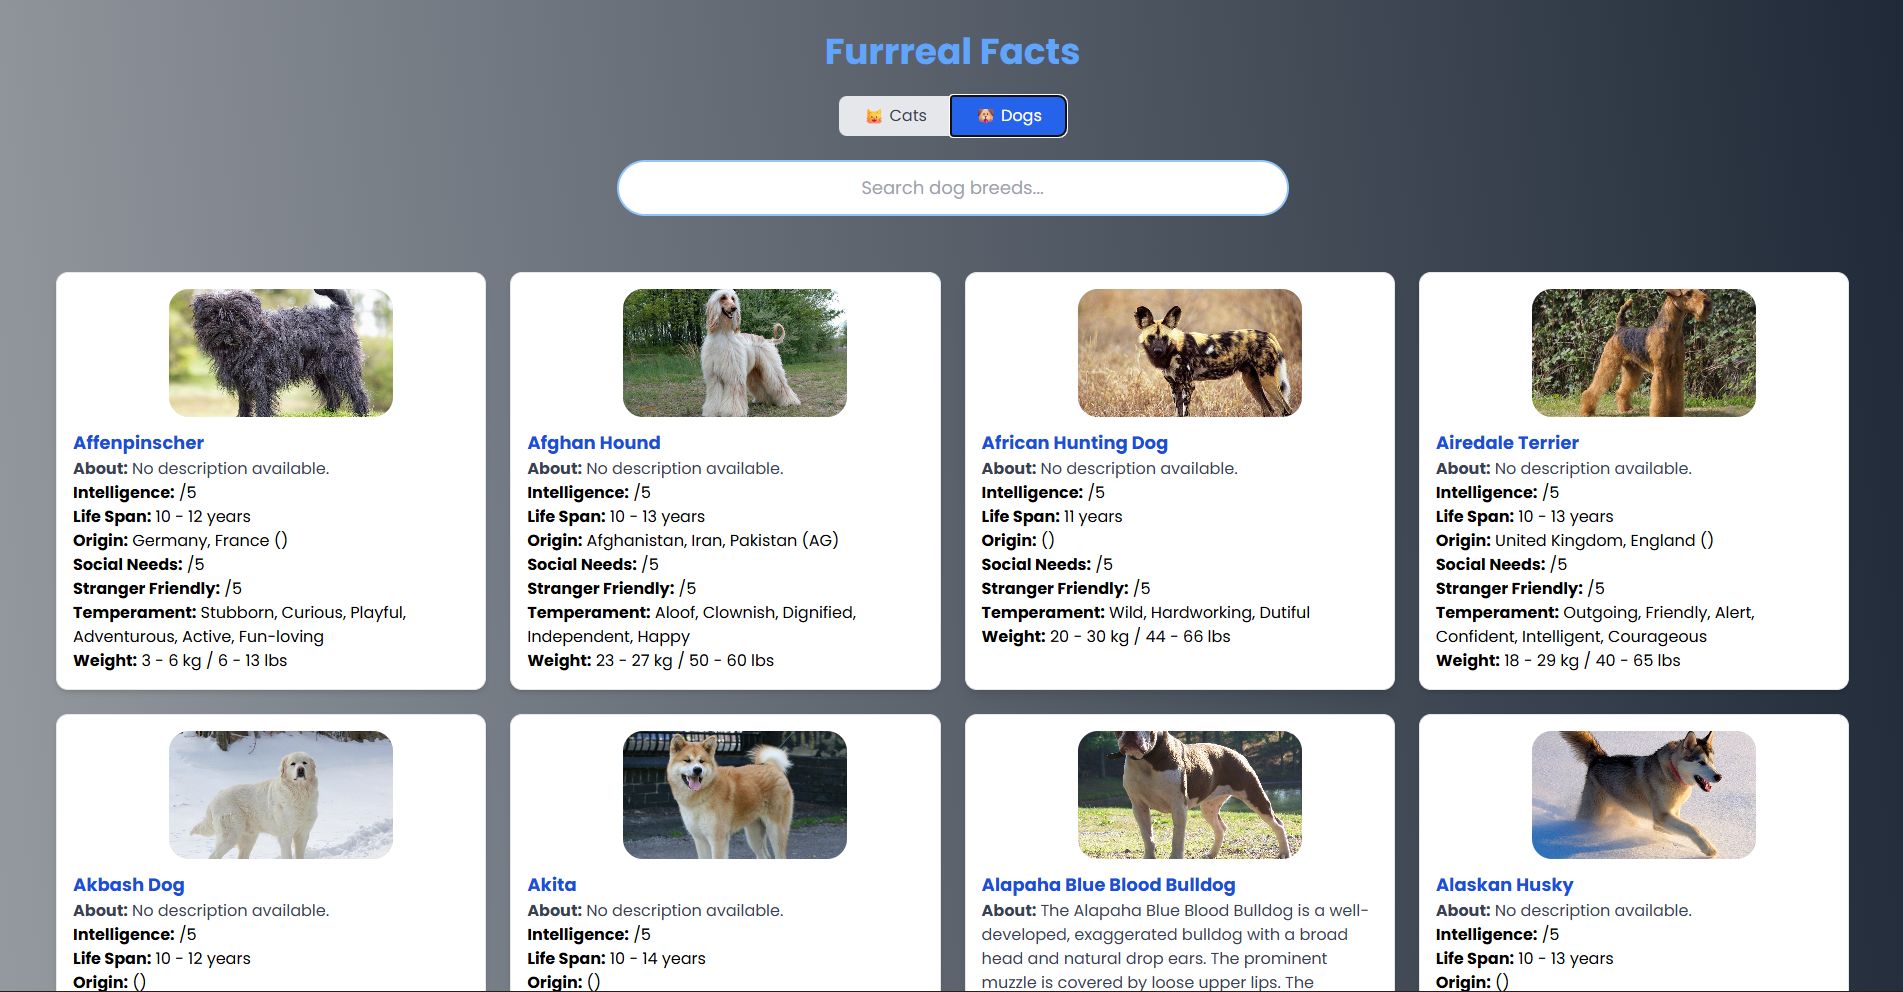 Furrreal Facts
Cats
Dogs
Search dog breeds...
Affenpinscher
About: No description available.
Intelligence: /5
Life Span: 10 - 12 years
Origin: Germany, France ()
Social Needs: /5
Stranger Friendly: /5
Temperament: Stubborn, Curious, Playful,
Adventurous, Active, Fun-loving
Weight: 3 - 6 kg / 6 - 13 lbs
Afghan Hound
About: No description available.
Intelligence: /5
Life Span: 10 - 13 years
Origin: Afghanistan, Iran, Pakistan (AG)
Social Needs: /5
Stranger Friendly: /5
Temperament: Aloof, Clownish, Dignified,
Independent, Happy
Weight: 23 - 27 kg / 50 - 60 lbs
African Hunting Dog
About: No description available.
Intelligence: /5
Life Span: 11 years
Origin: ()
Social Needs: /5
Stranger Friendly: /5
Temperament: Wild, Hardworking, Dutiful
Weight: 20 - 30 kg / 44 - 66 lbs
Airedale Terrier
About: No description available.
Intelligence: /5
Life Span: 10 - 13 years
Origin: United Kingdom, England ()
Social Needs: /5
Stranger Friendly: /5
Temperament: Outgoing, Friendly, Alert,
Confident, Intelligent, Courageous
Weight: 18 - 29 kg / 40 - 65 lbs
Akbash Dog
About: No description available.
Intelligence: /5
Life Span: 10 - 12 years
Origin: ()
Akita
About: No description available.
Intelligence: /5
Life Span: 10 - 14 years
Origin: ()
Alapaha Blue Blood Bulldog
About: The Alapaha Blue Blood Bulldog is a well-
developed, exaggerated bulldog with a broad
head and natural drop ears. The prominent
muzzle is covered by loose upper lips. The
Alaskan Husky
About: No description available.
Intelligence: /5
Life Span: 10 - 13 years
Origin: ()